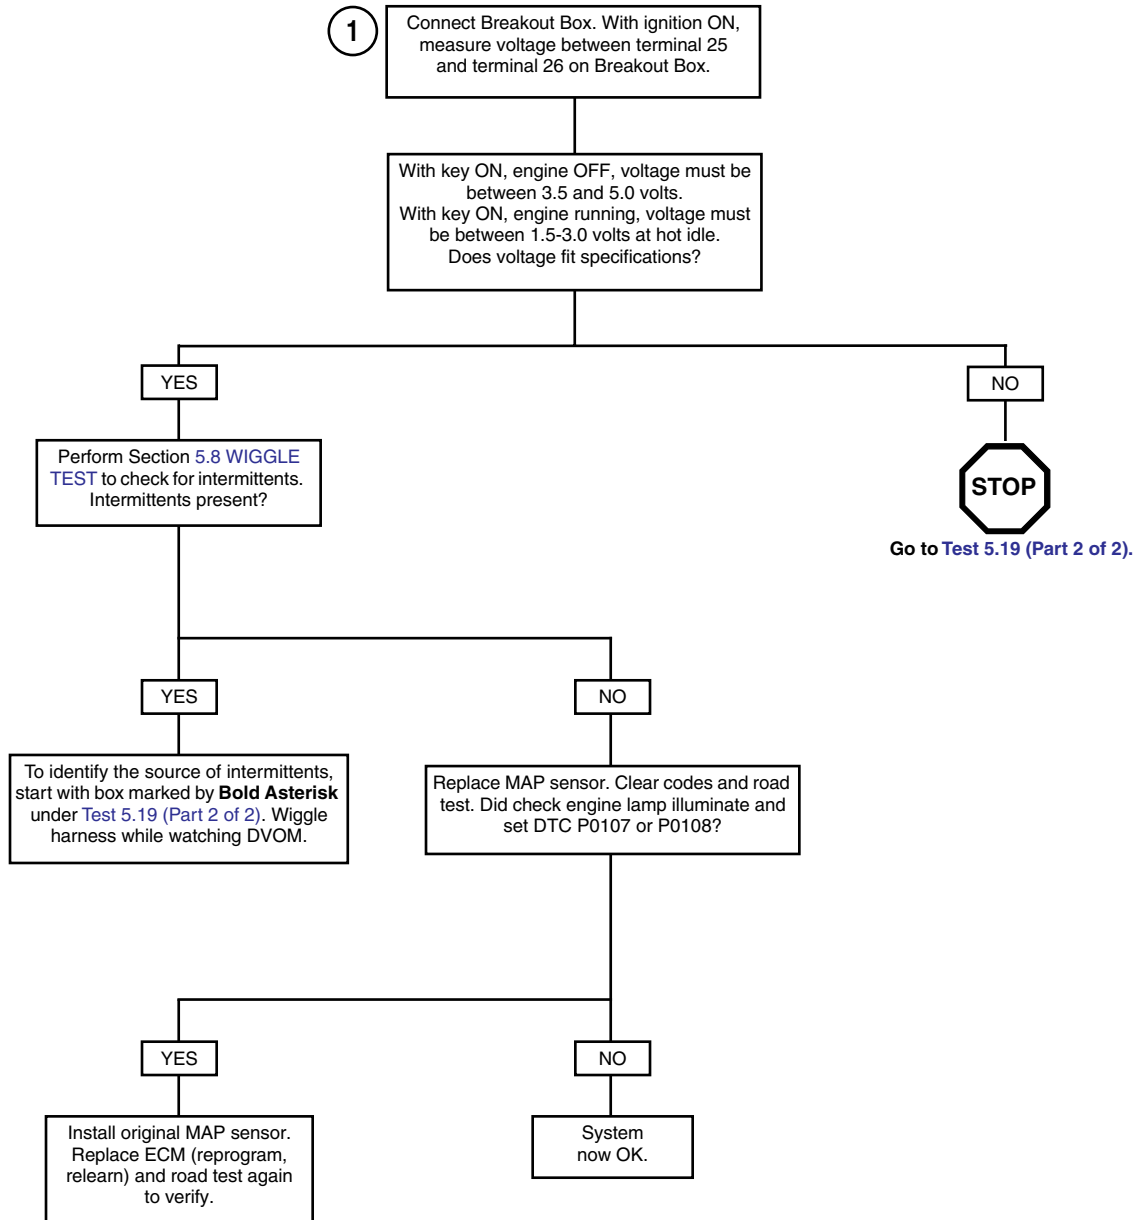 1
Connect Breakout Box. With ignition ON,
measure voltage between terminal 25
and terminal 26 on Breakout Box.
With key ON, engine OFF, voltage must be
between 3.5 and 5.0 volts.
With key ON, engine running, voltage must
be between 1.5-3.0 volts at hot idle.
Does voltage fit specifications?
YES
NO
Perform Section 5.8 WIGGLE
TEST to check for intermittents.
Intermittents present?
STOP
Go to Test 5.19 (Part 2 of 2).
YES
NO
To identify the source of intermittents,
start with box marked by Bold Asterisk
under Test 5.19 (Part 2 of 2). Wiggle
harness while watching DVOM.
Replace MAP sensor. Clear codes and road
test. Did check engine lamp illuminate and
set DTC P0107 or P0108?
YES
NO
Install original MAP sensor.
Replace ECM (reprogram,
relearn) and road test again
to verify.
System
now OK.